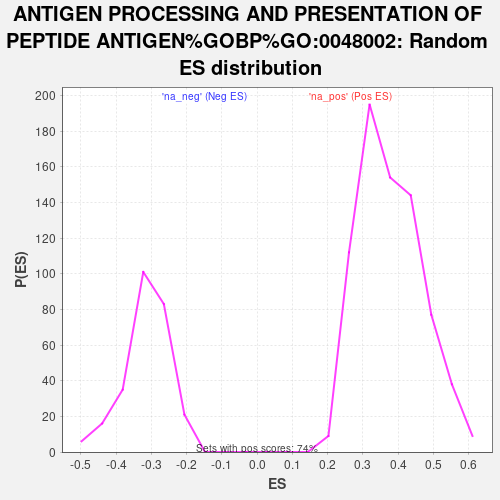 ANTIGEN PROCESSING AND PRESENTATION OF
PEPTIDE ANTIGEN%GOBP%GO:0048002: Random
ES distribution
'na_neg' (Neg ES) 'na_pos' (Pos ES)
200
180
160
140
120
100
80
60
40
20
0
P(ES)
Sets with pos scores: 74%
-0.5 -0.4 -0.3 -0.2 -0.1 0.0 0.1 0.2 0.3 0.4 0.5 0.6
ES